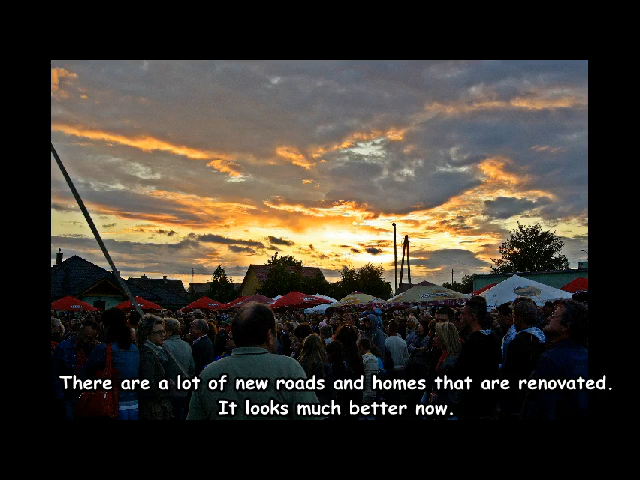 There are a lot of new roads and homes that are renovated.
It looks much better now.